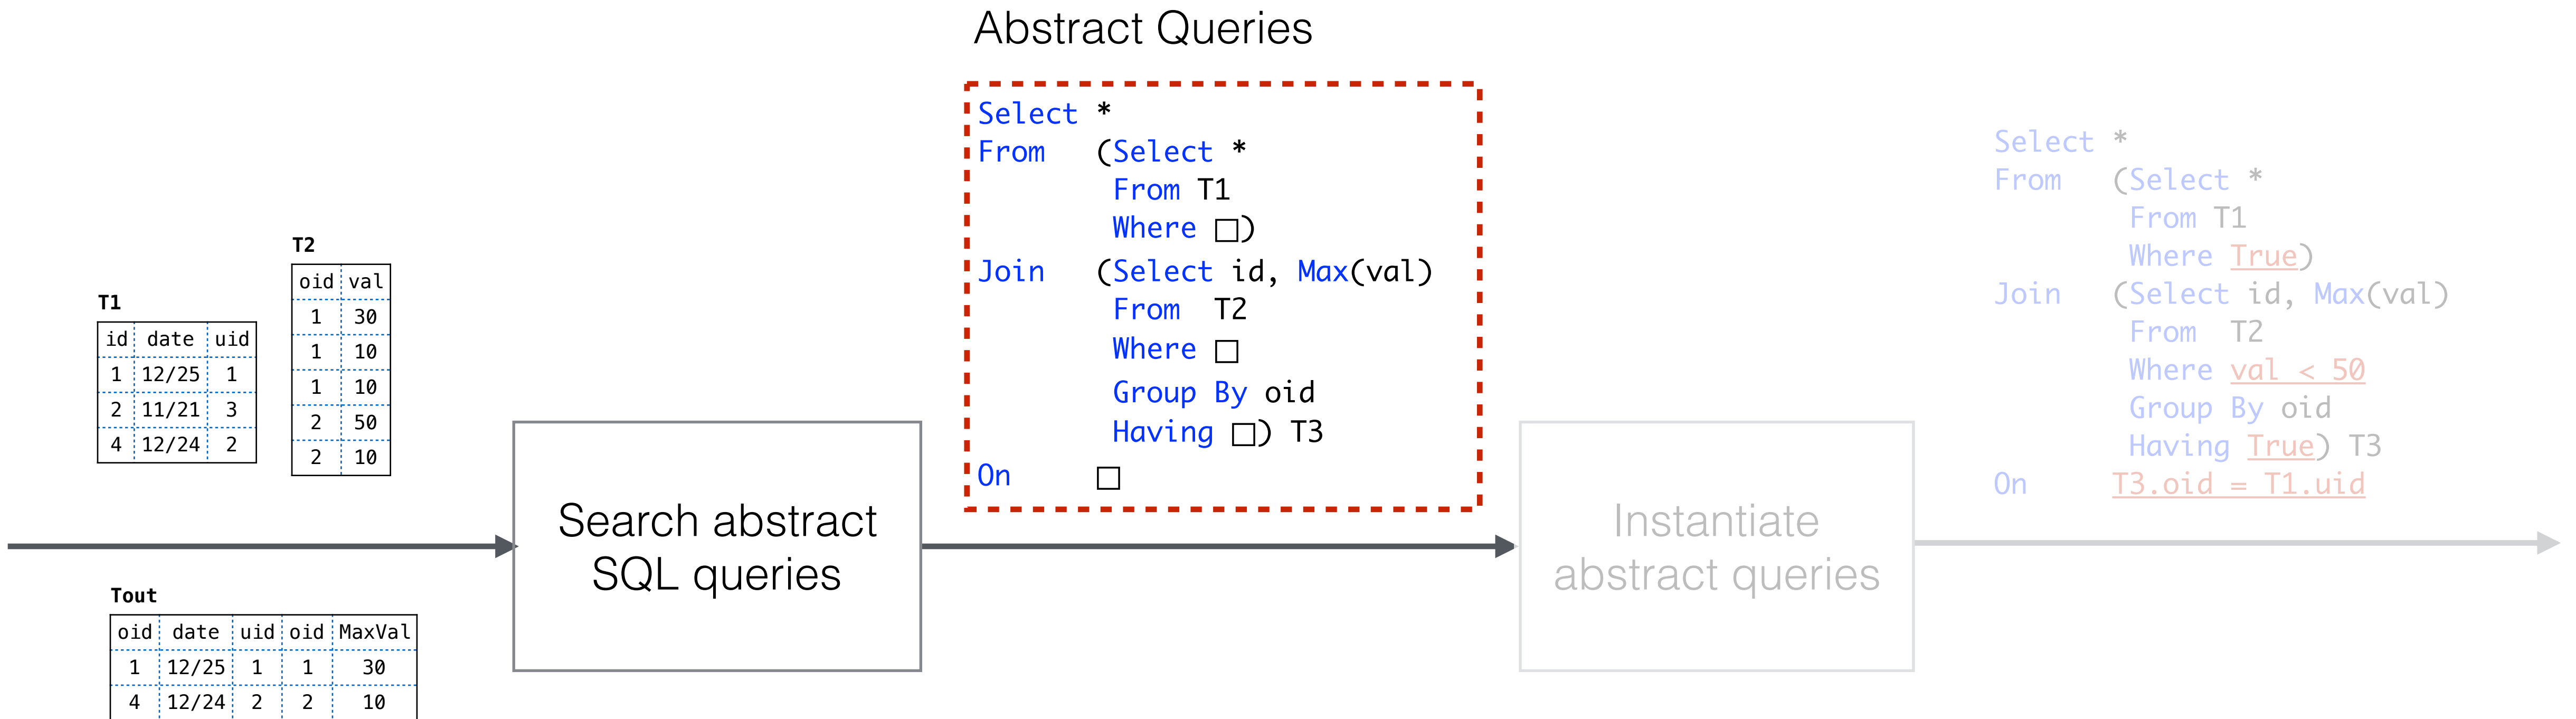 Abstract Queries
T1
id date uid
1 12/25 1
2 11/21 3
4 12/24 2
T2
oid val
1 30
1 10
1 10
2 50
2 10
Tout
oid date uid oid MaxVal
1 12/25 1 1 30
4 12/24 2 2 10
Search abstract
SQL queries
Select *
From (Select *
From T1
Where □)
Join (Select id, Max(val)
From T2
Where □
Group By oid
Having □) T3
On □
Instantiate
abstract queries
Select *
From (Select *
From T1
Where True)
Join (Select id, Max(val)
From T2
Where val < 50
Group By oid
Having True) T3
On T3.oid = T1.uid